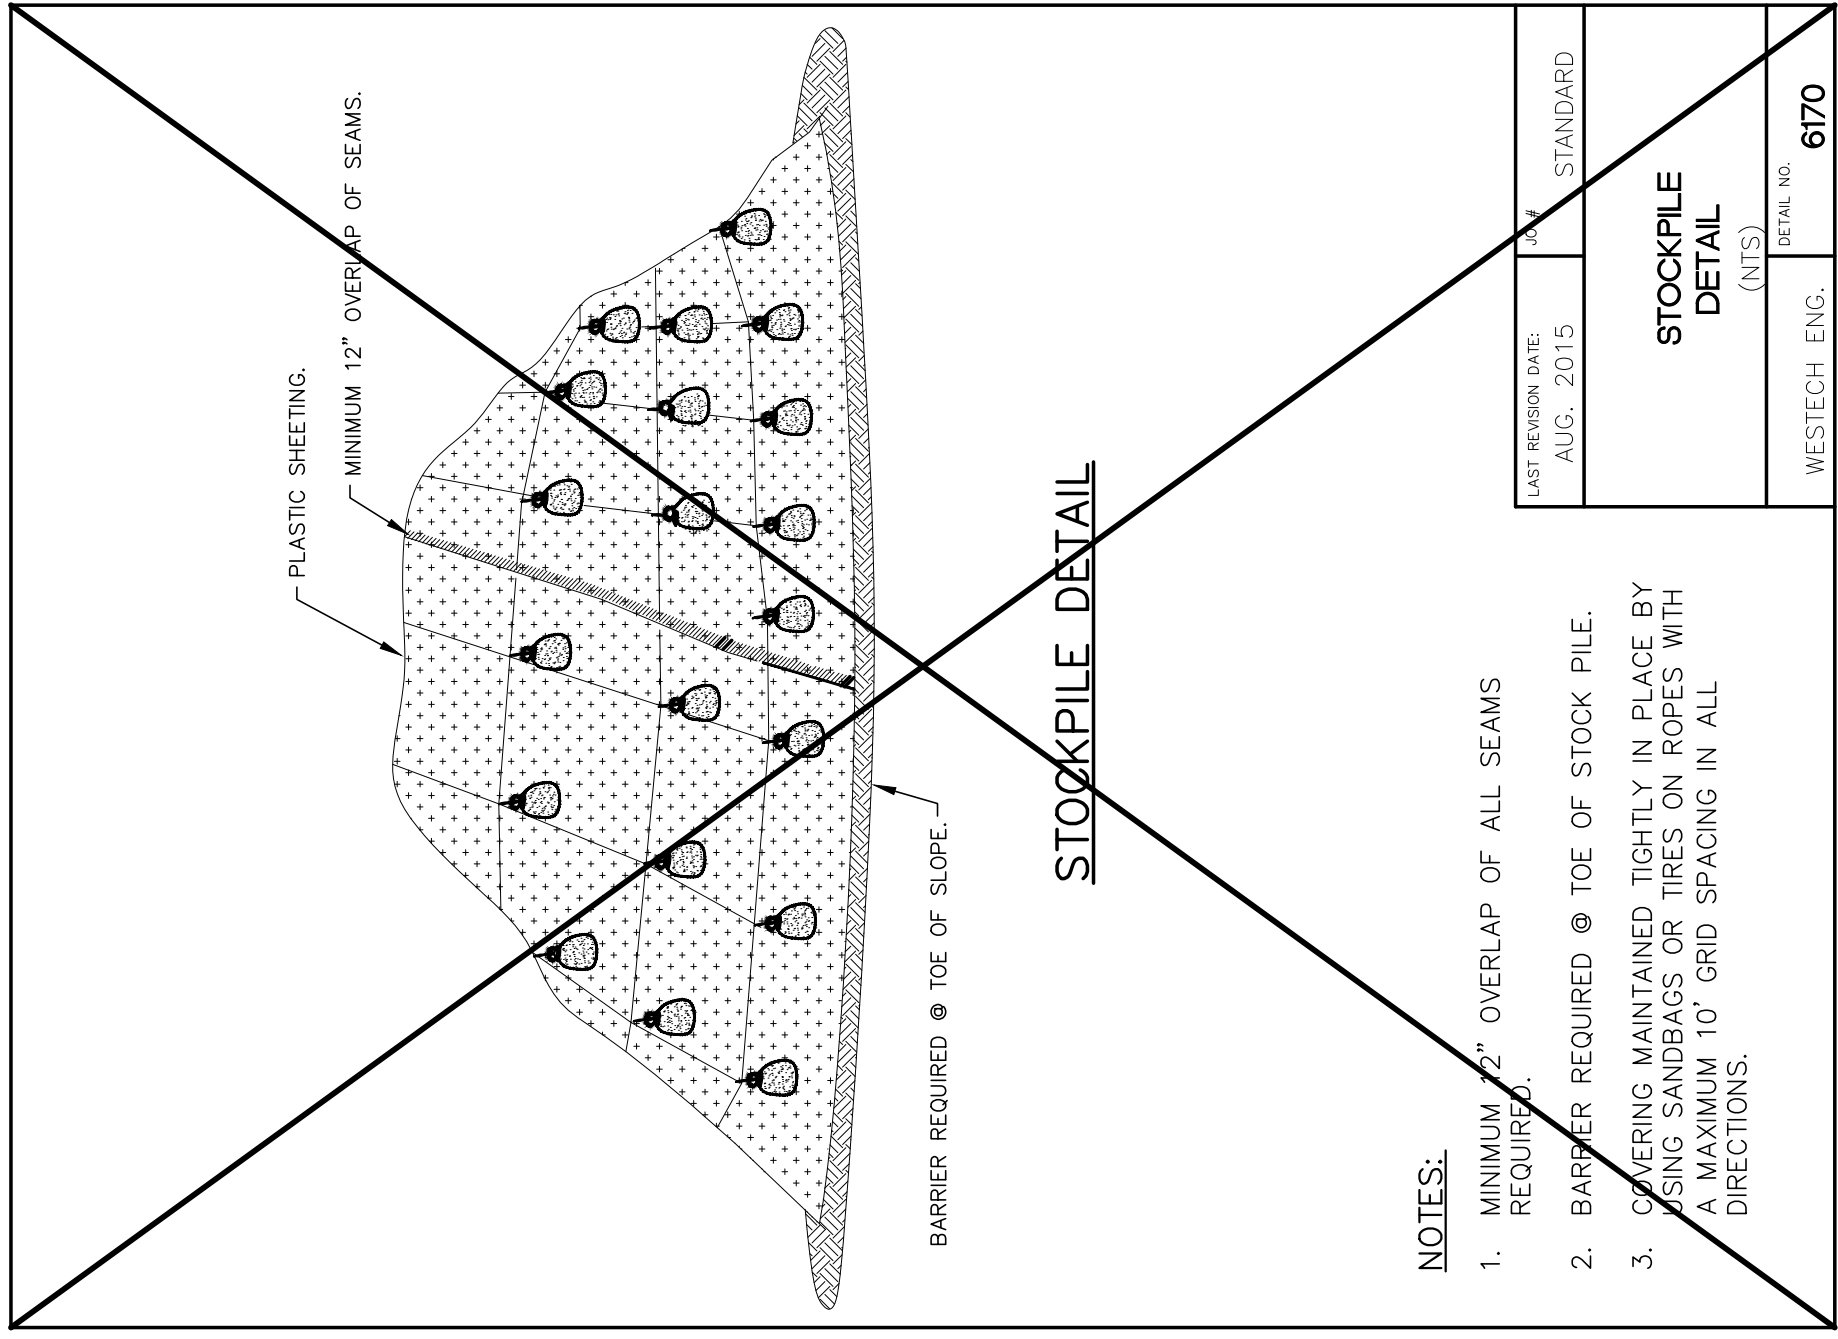 PLASTIC SHEETING.
MINIMUM 12" OVERLAP OF SEAMS.
BARRIER REQUIRED @ TOE OF SLOPE.
STOCKPILE DETAIL
NOTES:
1. MINIMUM 12" OVERLAP OF ALL SEAMS
REQUIRED.
2. BARRIER REQUIRED @ TOE OF STOCK PILE.
3. COVERING MAINTAINED TIGHTLY IN PLACE BY
USING SANDBAGS OR TIRES ON ROPES WITH
A MAXIMUM 10' GRID SPACING IN ALL
DIRECTIONS.
LAST REVISION DATE:
AUG. 2015
JO #
STANDARD
STOCKPILE
DETAIL
(NTS)
WESTECH ENG.
DETAIL NO.
6170